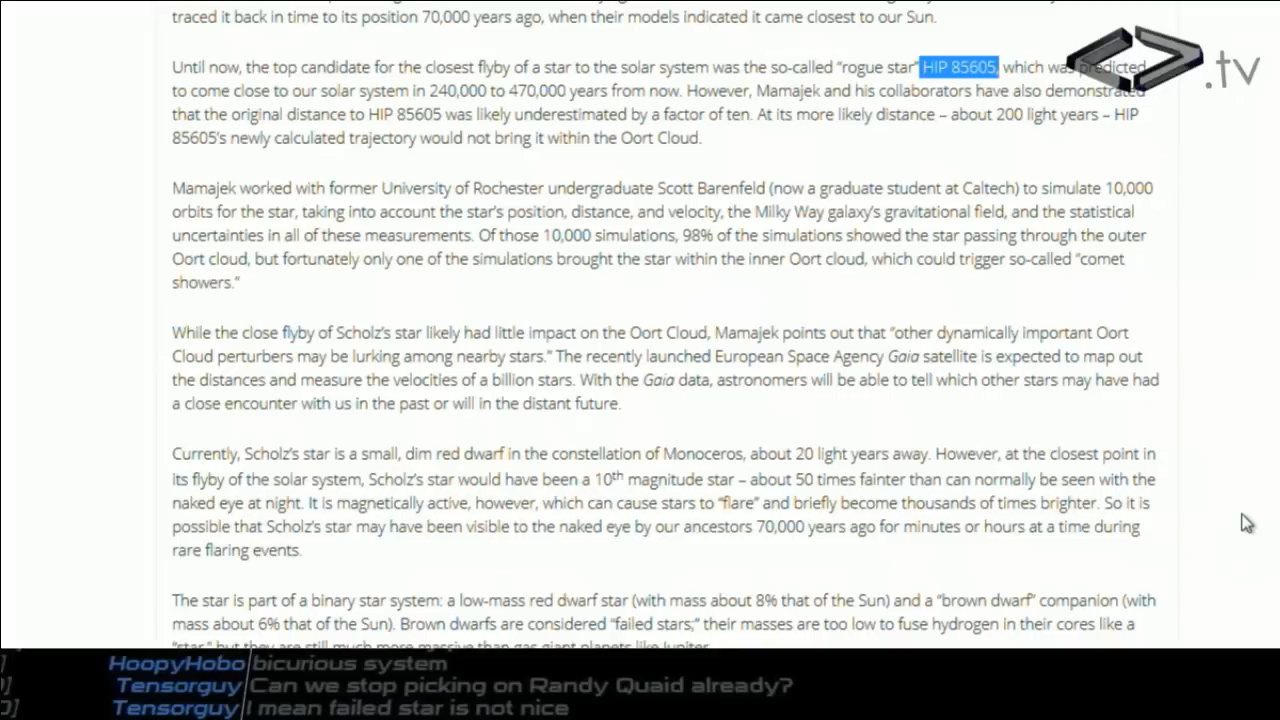 traced it back in time to its position 70,000 years ago, when their models indicated it came closest to our Sun.
Until now, the top candidate for the closest flyby of a star to the solar system was the so-called “rogue star” HIP 85605, which was predicted
to come close to our solar system in 240,000 to 470,000 years from now. However, Mamajek and his collaborators have also demonstrated
that the original distance to HIP 85605 was likely underestimated by a factor of ten. At its more likely distance – about 200 light years – HIP
85605’s newly calculated trajectory would not bring it within the Oort Cloud.
Mamajek worked with former University of Rochester undergraduate Scott Barenfeld (now a graduate student at Caltech) to simulate 10,000
orbits for the star, taking into account the star’s position, distance, and velocity, the Milky Way galaxy’s gravitational field, and the statistical
uncertainties in all of these measurements. Of those 10,000 simulations, 98% of the simulations showed the star passing through the outer
Oort cloud, but fortunately only one of the simulations brought the star within the inner Oort cloud, which could trigger so-called “comet
showers.”
While the close flyby of Scholz’s star likely had little impact on the Oort Cloud, Mamajek points out that “other dynamically important Oort
Cloud perturbers may be lurking among nearby stars.” The recently launched European Space Agency Gaia satellite is expected to map out
the distances and measure the velocities of a billion stars. With the Gaia data, astronomers will be able to tell which other stars may have had
a close encounter with us in the past or will in the distant future.
Currently, Scholz’s star is a small, dim red dwarf in the constellation of Monoceros, about 20 light years away. However, at the closest point in
its flyby of the solar system, Scholz’s star would have been a 10th magnitude star – about 50 times fainter than can normally be seen with the
naked eye at night. It is magnetically active, however, which can cause stars to “flare” and briefly become thousands of times brighter. So it is
possible that Scholz’s star may have been visible to the naked eye by our ancestors 70,000 years ago for minutes or hours at a time during
rare flaring events.
The star is part of a binary star system: a low-mass red dwarf star (with mass about 8% that of the Sun) and a “brown dwarf” companion (with
mass about 6% that of the Sun). Brown dwarfs are considered “failed stars;” their masses are too low to fuse hydrogen in their cores like a
“star,” but they are still much more massive than gas giant planets like Jupiter.
<>.tv
] HoopyHobo bicurious system
0] Tensorguy Can we stop picking on Randy Quaid already?
0] Tensorguy I mean failed star is not nice